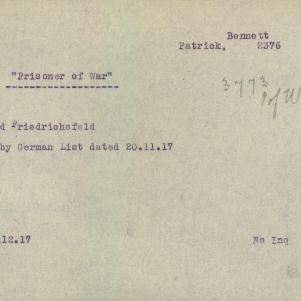 Bennett
Patrick, 2376
"Prisoner of War"
3773
PofW
d Friedrichsfeld
by German List dated 20.11.17
12.17
No Inq